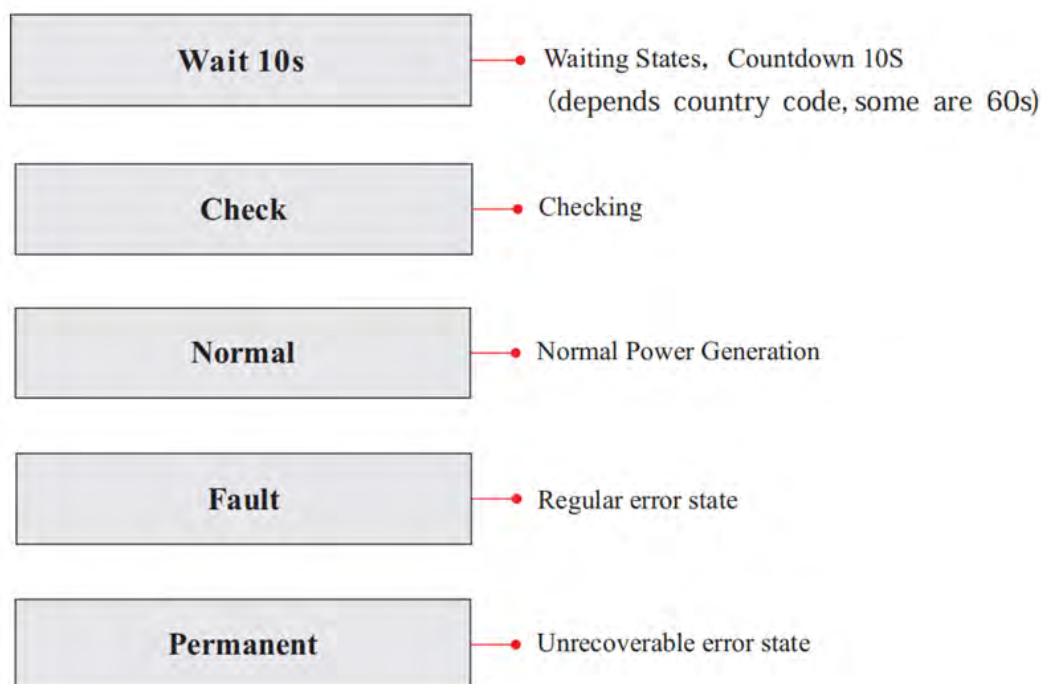 Wait 10s
Waiting States, Countdown 10S
(depends country code, some are 60s)
Check
Checking
Normal
Normal Power Generation
Fault
Regular error state
Permanent
Unrecoverable error state